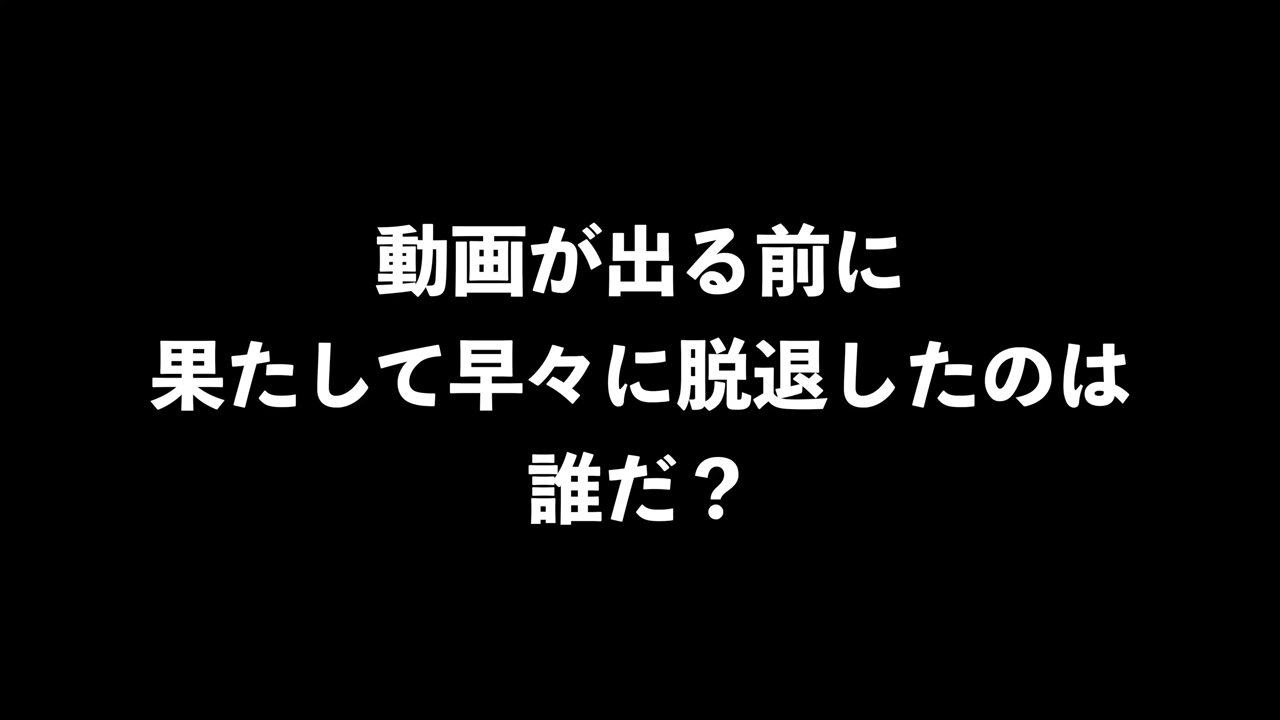 動画が出る前に
果たして早々に脱退したのは
誰だ？